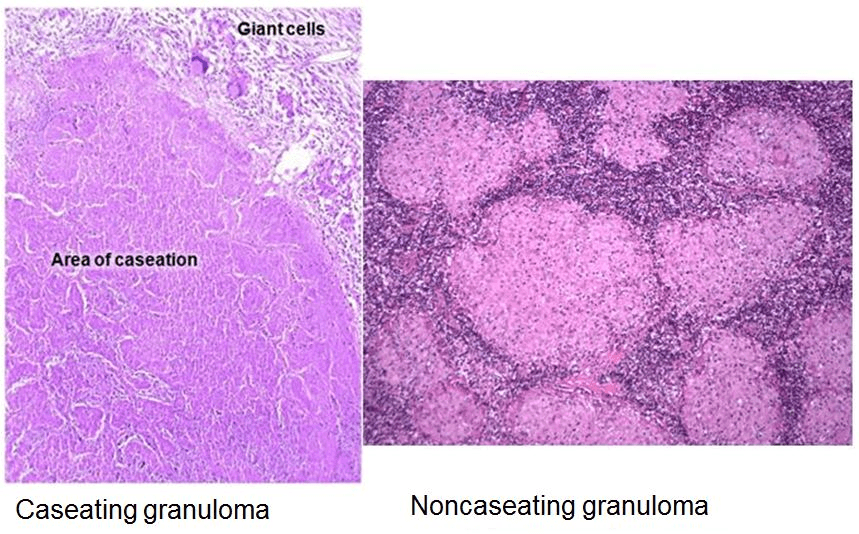 Giant cells
Area of caseation
Caseating granuloma
Noncaseating granuloma